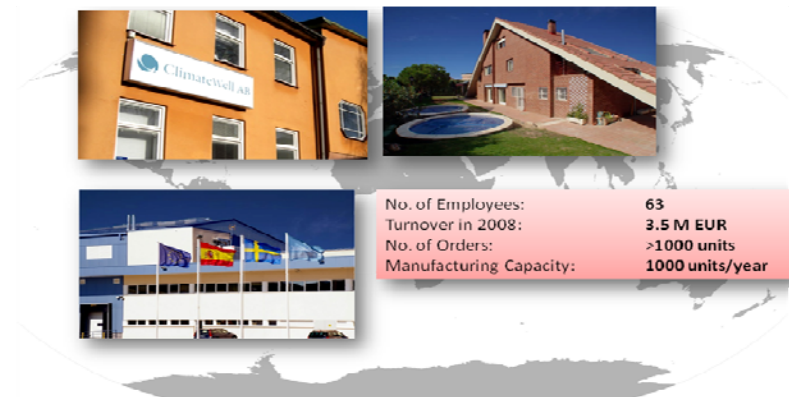 ClimateWell AB
No. of Employees: 63
Turnover in 2008: 3.5 M EUR
No. of Orders: >1000 units
Manufacturing Capacity: 1000 units/year